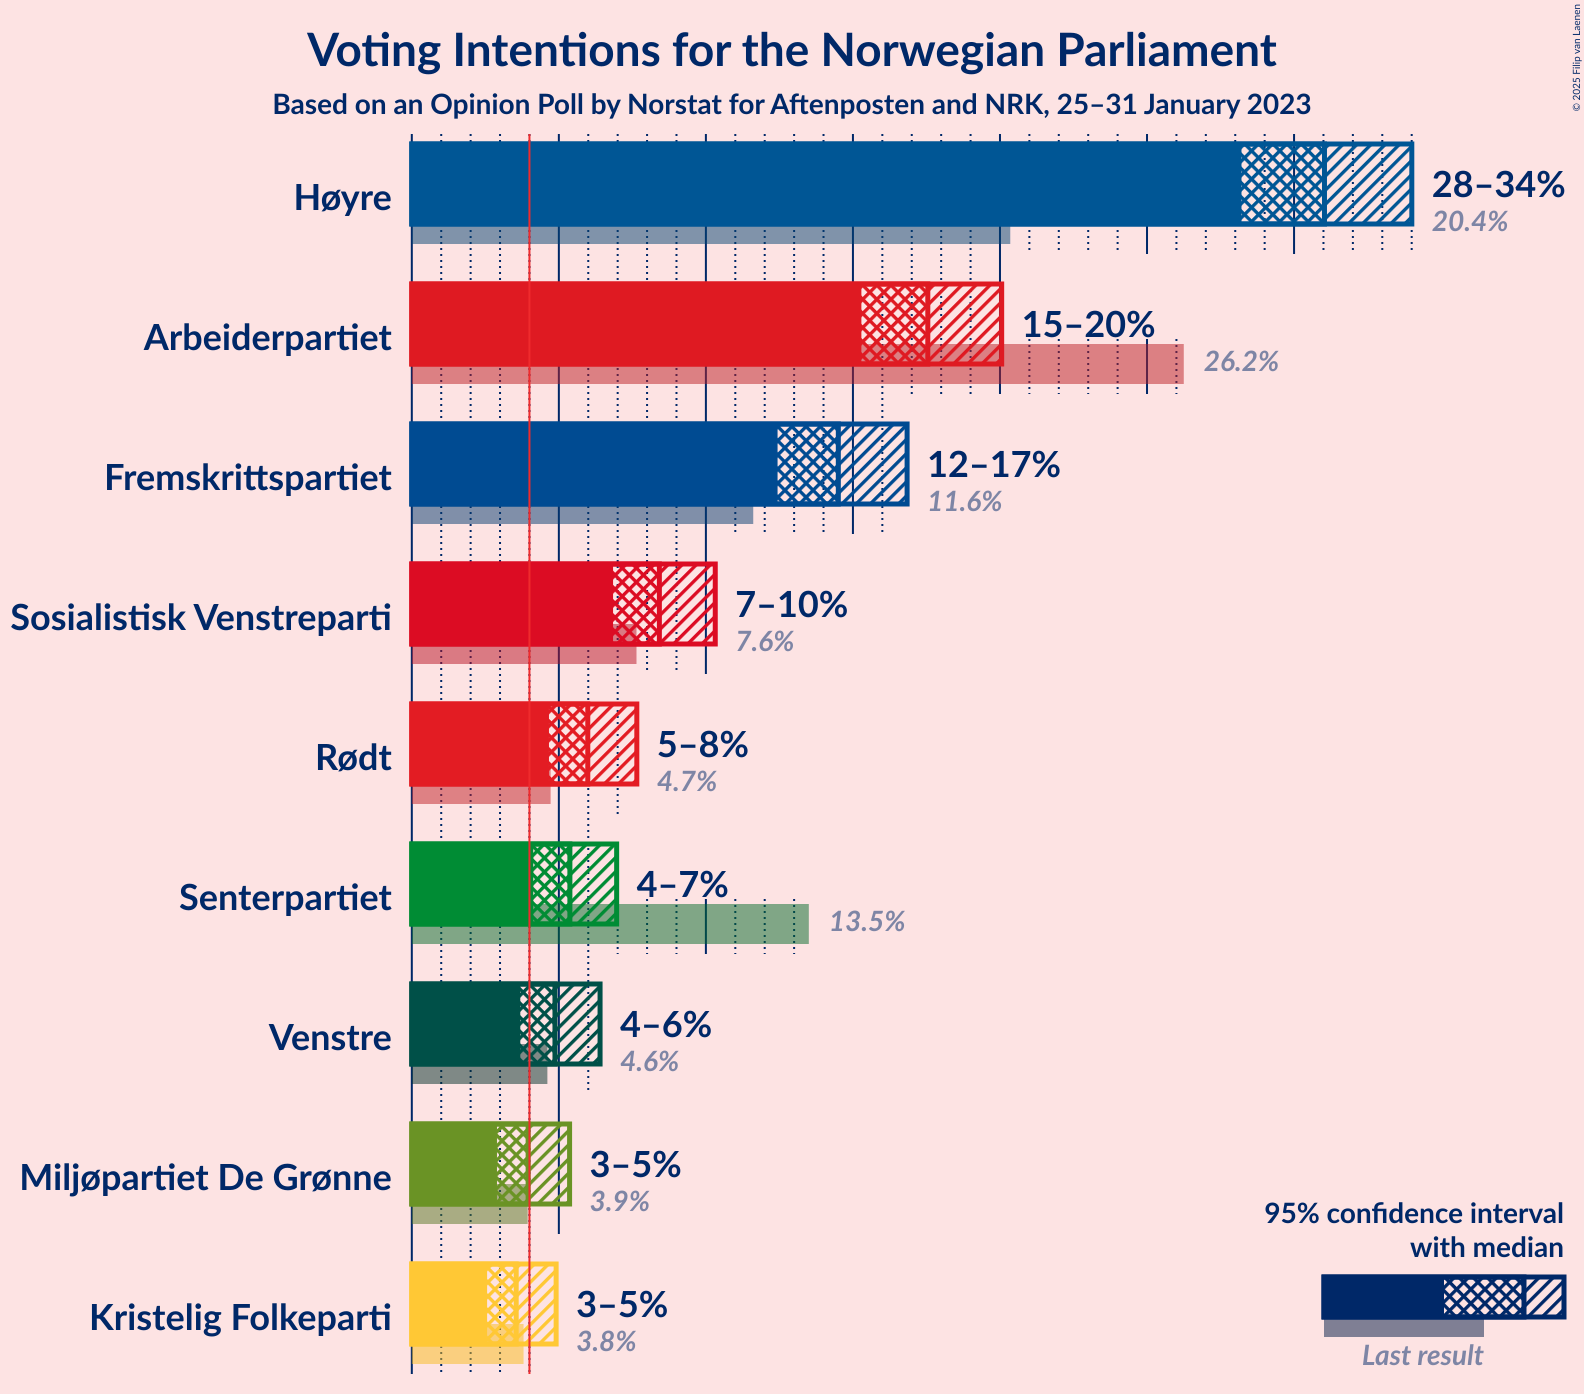 Voting Intentions for the Norwegian Parliament
Based on an Opinion Poll by Norstat for Aftenposten and NRK, 25–31 January 2023
© 2025 Filip van Laenen
Høyre
28–34%
20.4%
Arbeiderpartiet
15–20%
26.2%
Fremskrittspartiet
12–17%
11.6%
Sosialistisk Venstreparti
7–10%
7.6%
Rødt
5–8%
4.7%
Senterpartiet
4–7%
13.5%
Venstre
4–6%
4.6%
Miljøpartiet De Grønne
3–5%
3.9%
Kristelig Folkeparti
3–5%
3.8%
95% confidence interval
with median
Last result